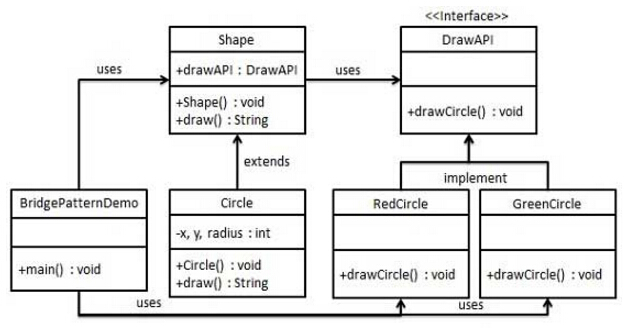 <<Interface>>
Shape
DrawAPI
uses
+drawAPI : DrawAPI
uses
+Shape() : void
+draw() : String
+drawCircle() : void
extends
implement
BridgePatternDemo
Circle
RedCircle
GreenCircle
-x, y, radius : int
+main() : void
+Circle() : void
+draw() : String
+drawCircle() : void
+drawCircle() : void
uses
uses